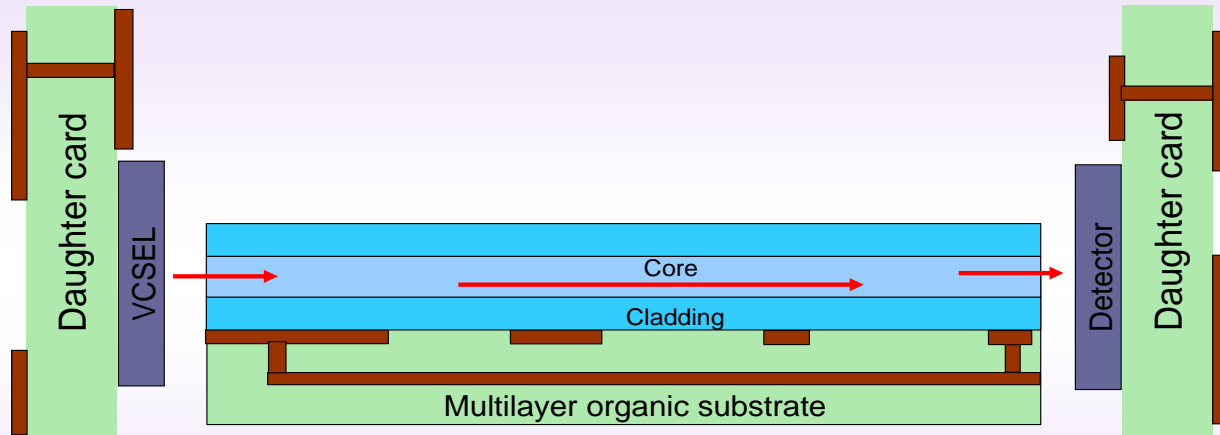 Daughter card
VCSEL
Core
Cladding
Multilayer organic substrate
Detector
Daughter card